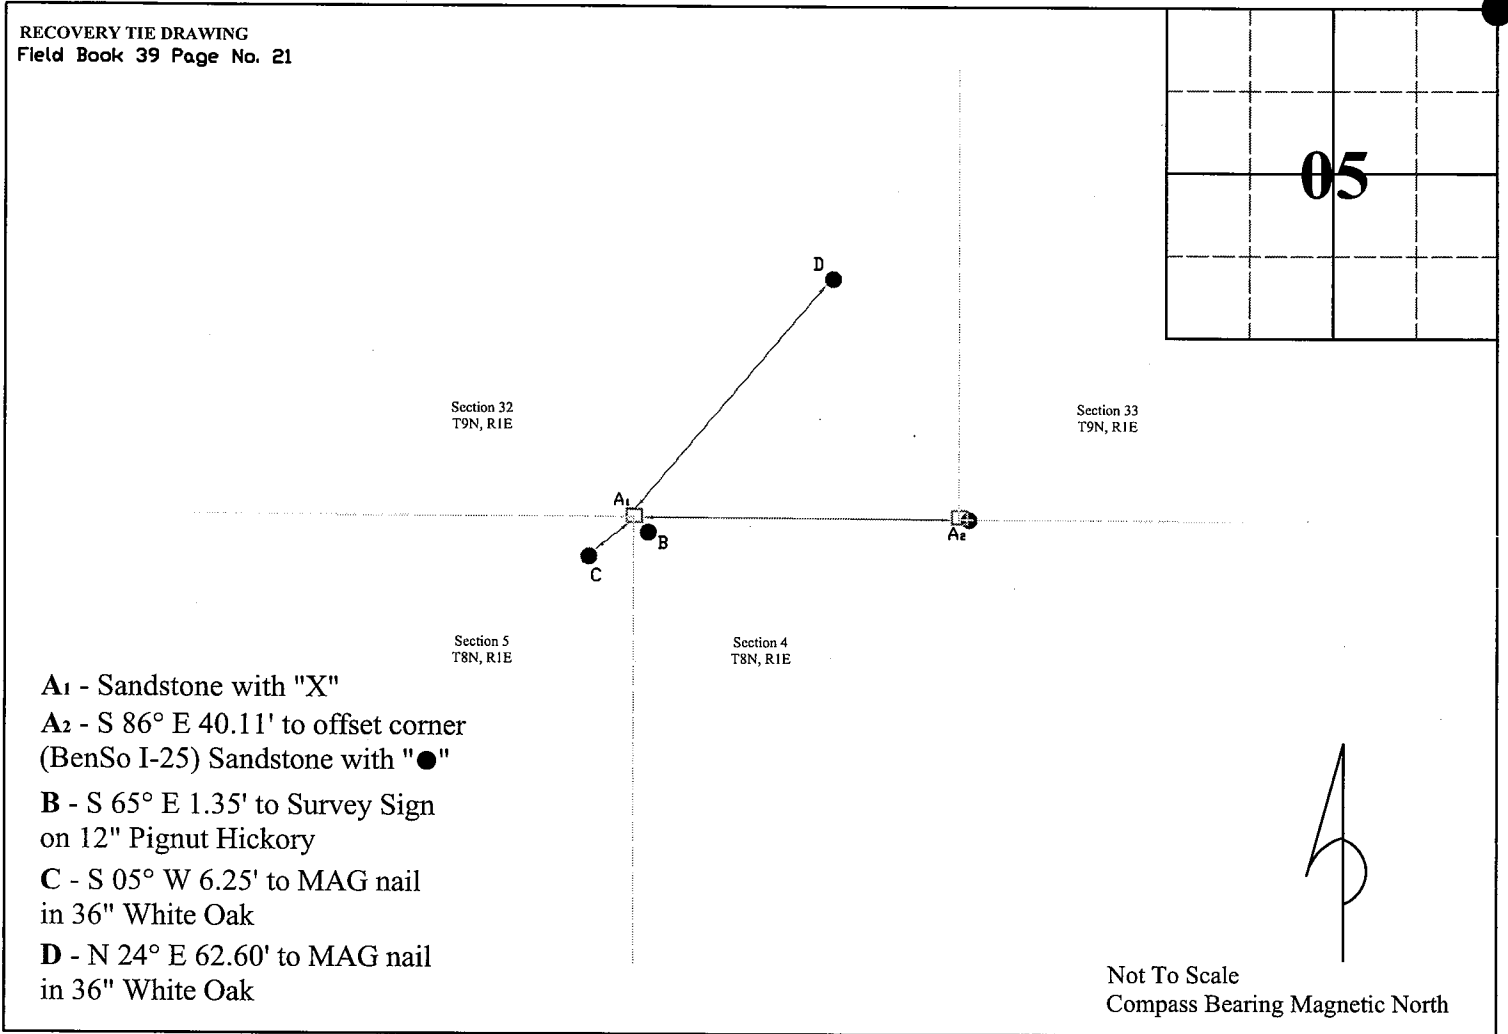 RECOVERY TIE DRAWING
Field Book 39 Page No. 21
05
D
Section 32
T9N, R1E
Section 33
T9N, R1E
A1
A2
B
C
Section 5
T8N, R1E
Section 4
T8N, R1E
A1 - Sandstone with "X"
A2 - S 86° E 40.11' to offset corner
(BenSo I-25) Sandstone with "●"
B - S 65° E 1.35' to Survey Sign
on 12" Pignut Hickory
C - S 05° W 6.25' to MAG nail
in 36" White Oak
D - N 24° E 62.60' to MAG nail
in 36" White Oak
Not To Scale
Compass Bearing Magnetic North